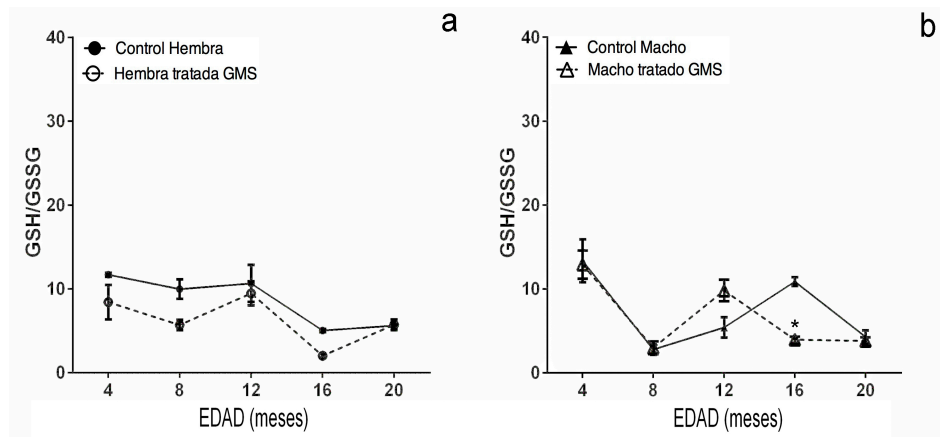 a
Control Hembra
Hembra tratada GMS
GSH/GSSG
40
30
20
10
0
4 8 12 16 20
EDAD (meses)
b
Control Macho
Macho tratado GMS
GSH/GSSG
40
30
20
10
0
*
4 8 12 16 20
EDAD (meses)